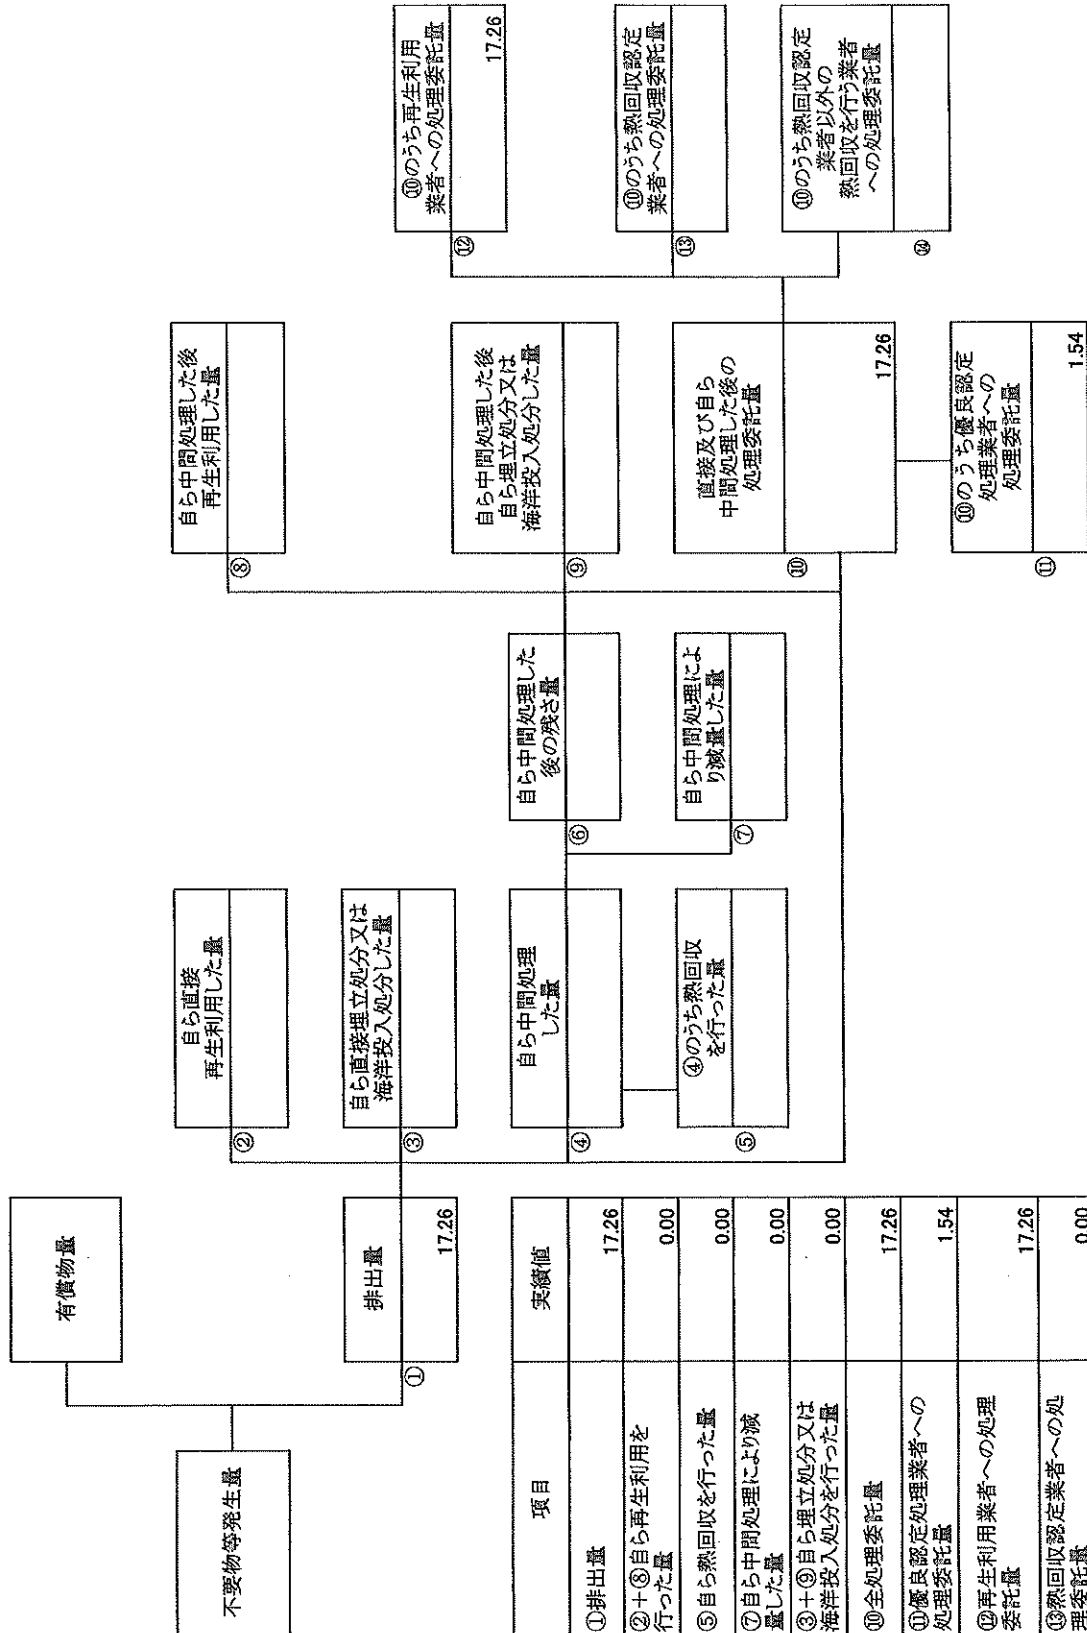 不要物等発生量
有償物量
排出量
①
17.26
自ら直接
再生利用した量
②
自ら直接埋立処分又は
海洋投入処分した量
③
自ら中間処理
した量
④
④のうち熱回収
を行った量
⑤
自ら中間処理した
後の残さ量
⑥
自ら中間処理によ
り減量した量
⑦
自ら中間処理した後
再生利用した量
⑧
自ら中間処理した後
自ら埋立処分又は
海洋投入処分した量
⑨
直接及び自ら
中間処理した後の
処理委託量
⑩
17.26
⑩のうち優良認定
処理業者への
処理委託量
⑪
1.54
⑩のうち再生利用
業者への処理委託量
⑫
17.26
⑩のうち熱回収認定
業者への処理委託量
⑬
⑩のうち熱回収認定
業者以外の
熱回収を行う業者
への処理委託量
⑭
項目
実績値
①排出量
17.26
②+⑧自ら再生利用を
行った量
0.00
⑤自ら熱回収を行った量
0.00
⑦自ら中間処理により減
量した量
0.00
③+⑨自ら埋立処分又は
海洋投入処分を行った量
0.00
⑩全処理委託量
17.26
⑪優良認定処理業者への
処理委託量
1.54
⑫再生利用業者への処理
委託量
17.26
⑬熱回収認定業者への処
理委託量
0.00